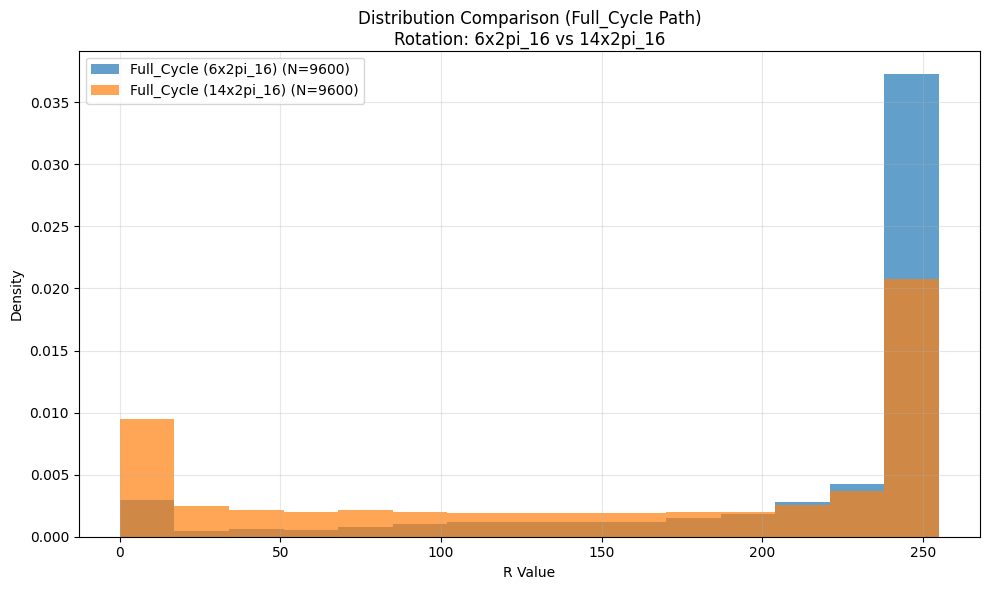 Distribution Comparison (Full_Cycle Path)
Rotation: 6x2pi_16 vs 14x2pi_16
Full_Cycle (6x2pi_16) (N=9600)
Full_Cycle (14x2pi_16) (N=9600)
Density
0.035
0.030
0.025
0.020
0.015
0.010
0.005
0.000
0 50 100 150 200 250
R Value